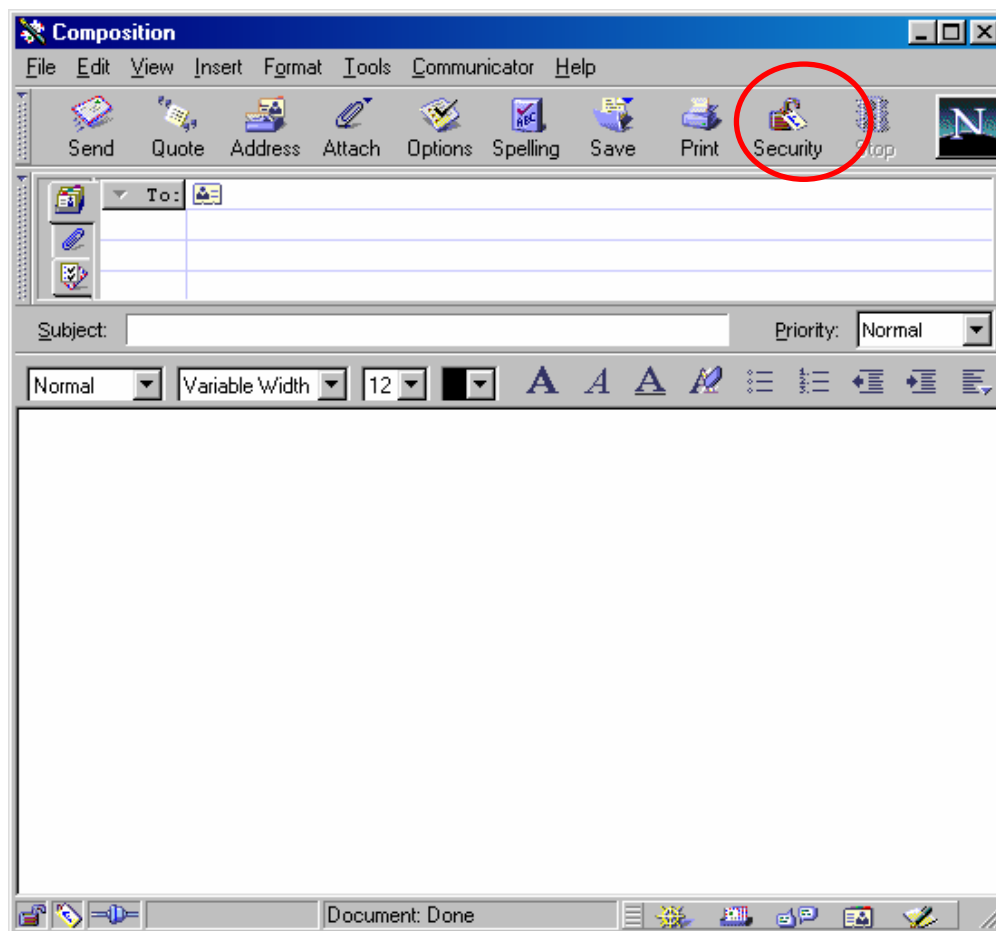 Composition
File Edit View Insert Format Tools Communicator Help
Send Quote Address Attach Options Spelling Save Print Security Stop N
To:
Subject: Priority: Normal
Normal Variable Width 12 A A A
Document: Done